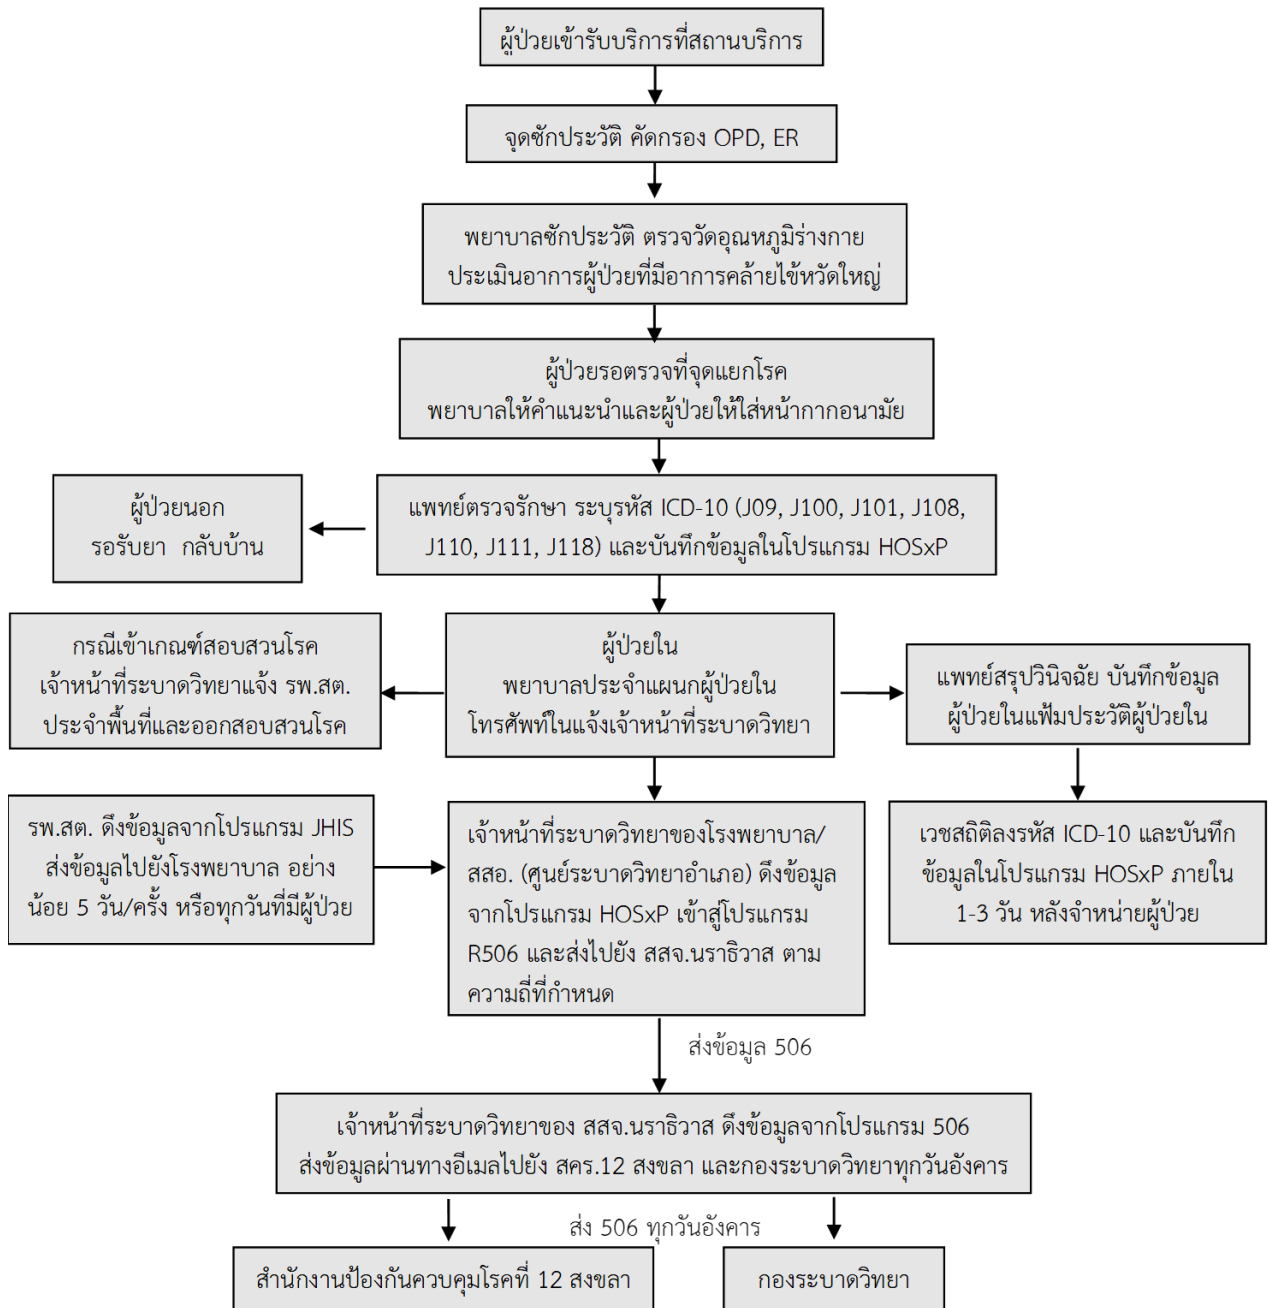 ผู้ป่วยเข้ารับบริการที่สถานบริการ
จุดซักประวัติ คัดกรอง OPD, ER
พยาบาลซักประวัติ ตรวจวัดอุณหภูมิร่างกาย
ประเมินอาการผู้ป่วยที่มีอาการคล้ายไข้หวัดใหญ่
ผู้ป่วยรอตรวจที่จุดแยกโรค
พยาบาลให้คำแนะนำและผู้ป่วยให้ใส่หน้ากากอนามัย
แพทย์ตรวจรักษา ระบุรหัส ICD-10 (J09, J100, J101, J108,
J110, J111, J118) และบันทึกข้อมูลในโปรแกรม HOSxP
ผู้ป่วยนอก
รอรับยา กลับบ้าน
กรณีเข้าเกณฑ์สอบสวนโรค
เจ้าหน้าที่ระบาดวิทยาแจ้ง รพ.สต.
ประจำพื้นที่และออกสอบสวนโรค
ผู้ป่วยใน
พยาบาลประจำแผนกผู้ป่วยใน
โทรศัพท์ในแจ้งเจ้าหน้าที่ระบาดวิทยา
แพทย์สรุปวินิจฉัย บันทึกข้อมูล
ผู้ป่วยในแฟ้มประวัติผู้ป่วยใน
รพ.สต. ดึงข้อมูลจากโปรแกรม JHIS
ส่งข้อมูลไปยังโรงพยาบาล อย่าง
น้อย 5 วัน/ครั้ง หรือทุกวันที่มีผู้ป่วย
เจ้าหน้าที่ระบาดวิทยาของโรงพยาบาล/
สสอ. (ศูนย์ระบาดวิทยาอำเภอ) ดึงข้อมูล
จากโปรแกรม HOSxP เข้าสู่โปรแกรม
R506 และส่งไปยัง สสจ.นราธิวาส ตาม
ความถี่ที่กำหนด
เวชสถิติลงรหัส ICD-10 และบันทึก
ข้อมูลในโปรแกรม HOSxP ภายใน
1-3 วัน หลังจำหน่ายผู้ป่วย
ส่งข้อมูล 506
เจ้าหน้าที่ระบาดวิทยาของ สสจ.นราธิวาส ดึงข้อมูลจากโปรแกรม 506
ส่งข้อมูลผ่านทางอีเมลไปยัง สคร.12 สงขลา และกองระบาดวิทยาทุกวันอังคาร
ส่ง 506 ทุกวันอังคาร
สำนักงานป้องกันควบคุมโรคที่ 12 สงขลา
กองระบาดวิทยา